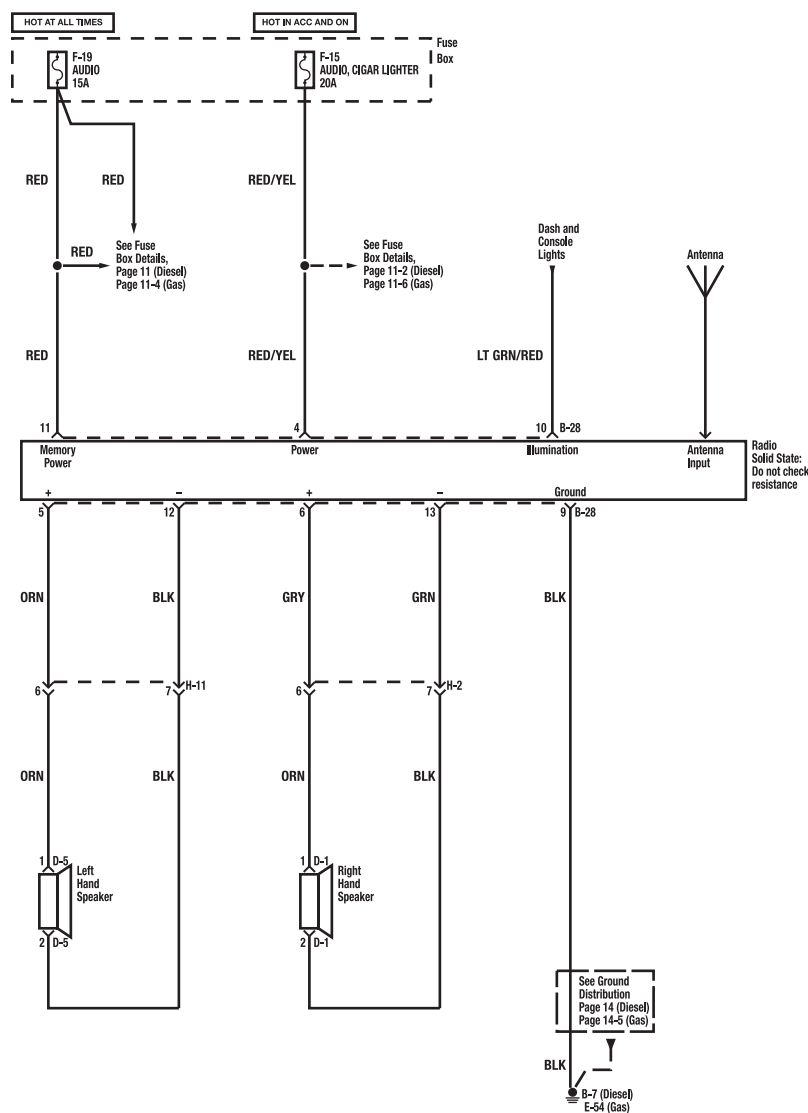 HOT AT ALL TIMES
HOT IN ACC AND ON
Fuse
Box
F-19
AUDIO
15A
F-15
AUDIO, CIGAR LIGHTER
20A
RED
RED
RED/YEL
RED
See Fuse
Box Details,
Page 11 (Diesel)
Page 11-4 (Gas)
See Fuse
Box Details,
Page 11-2 (Diesel)
Page 11-6 (Gas)
Dash and
Console
Lights
Antenna
RED
RED/YEL
LT GRN/RED
11
4
10
B-28
Memory
Power
Power
Illumination
Antenna
Input
Radio
Solid State:
Do not check
resistance
+
–
+
–
Ground
5
12
6
13
9
B-28
ORN
BLK
GRY
GRN
BLK
6
7
H-11
6
7
H-2
ORN
BLK
ORN
BLK
1
D-5
Left
Hand
Speaker
2
D-5
1
D-1
Right
Hand
Speaker
2
D-1
See Ground
Distribution
Page 14 (Diesel)
Page 14-5 (Gas)
BLK
B-7 (Diesel)
E-54 (Gas)